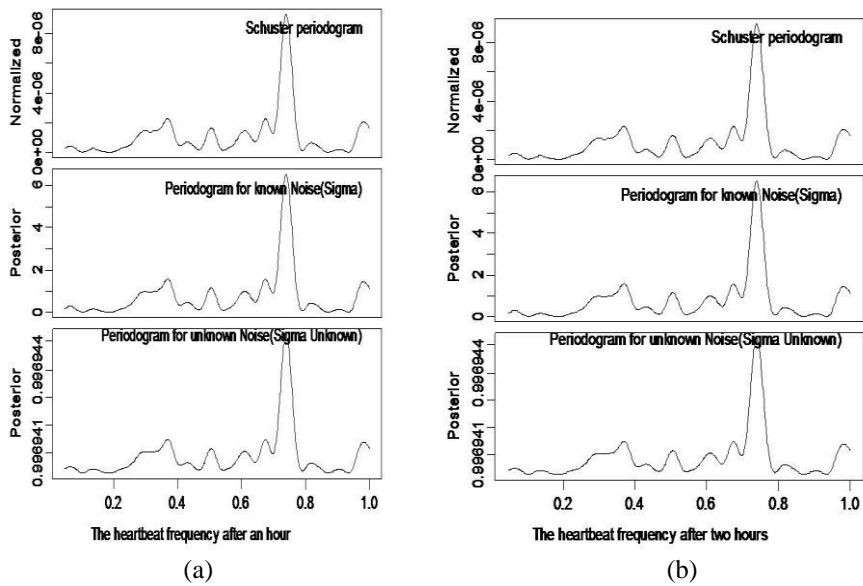 Schuster periodogram
Normalized
0e+00 4e-06 8e-06
Periodogram for known Noise(Sigma)
Posterior
0 2 4 6
Periodogram for unknown Noise(Sigma Unknown)
Posterior
0.996941 0.996944
0.2 0.4 0.6 0.8 1.0
The heartbeat frequency after an hour
(a)
Schuster periodogram
Normalized
0e+00 4e-06 8e-06
Periodogram for known Noise(Sigma)
Posterior
0 2 4 6
Periodogram for unknown Noise(Sigma Unknown)
Posterior
0.996941 0.996944
0.2 0.4 0.6 0.8 1.0
The heartbeat frequency after two hours
(b)